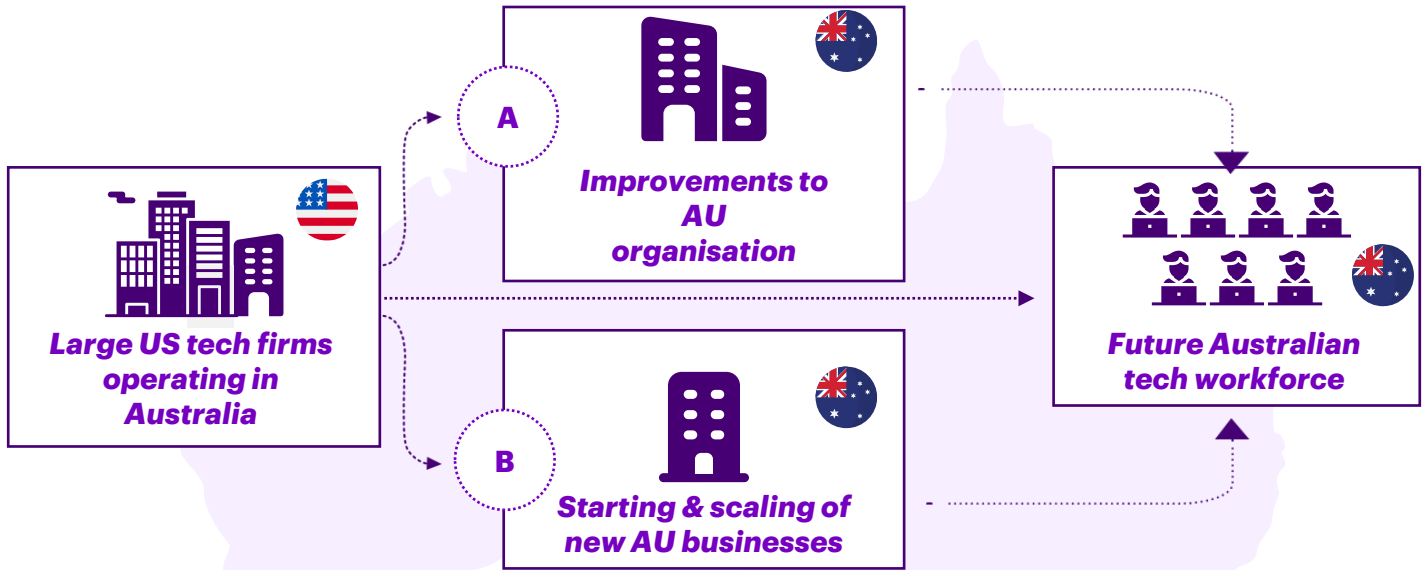 Large US tech firms
operating in
Australia
A
Improvements to
AU
organisation
B
Starting & scaling of
new AU businesses
-
-
Future Australian
tech workforce